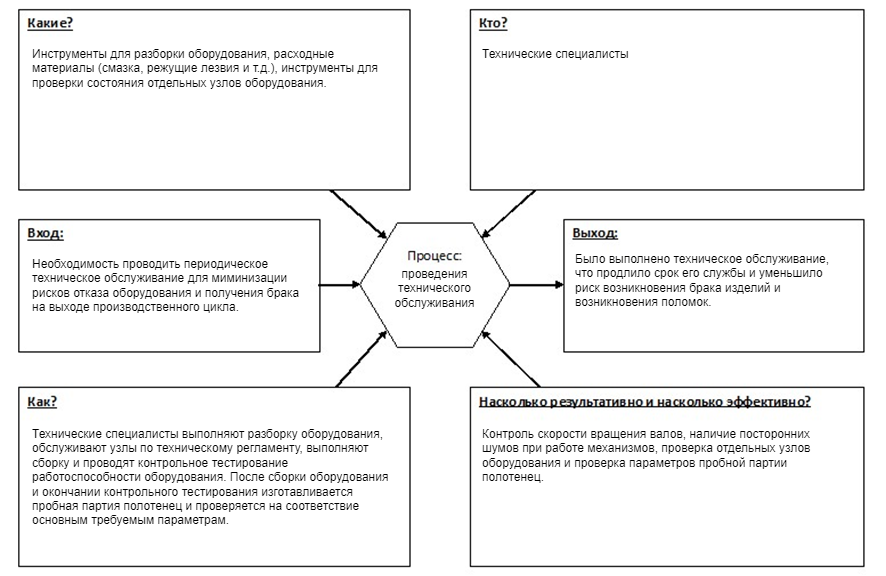 Какие?
Инструменты для разборки оборудования, расходные
материалы (смазка, режущие лезвия и т.д.), инструменты для
проверки состояния отдельных узлов оборудования.
Кто?
Технические специалисты
Вход:
Необходимость проводить периодическое
техническое обслуживание для миминизации
рисков отказа оборудования и получения брака
на выходе производственного цикла.
Процесс:
проведения
технического
обслуживания
Выход:
Было выполнено техническое обслуживание,
что продлило срок его службы и уменьшило
риск возникновения брака изделий и
возникновения поломок.
Как?
Технические специалисты выполняют разборку оборудования,
обслуживают узлы по техническому регламенту, выполняют
сборку и проводят контрольное тестирование
работоспособности оборудования. После сборки оборудования
и окончании контрольного тестирования изготавливается
пробная партия полотенец и проверяется на соответствие
основным требуемым параметрам.
Насколько результативно и насколько эффективно?
Контроль скорости вращения валов, наличие посторонних
шумов при работе механизмов, проверка отдельных узлов
оборудования и проверка параметров пробной партии
полотенец.